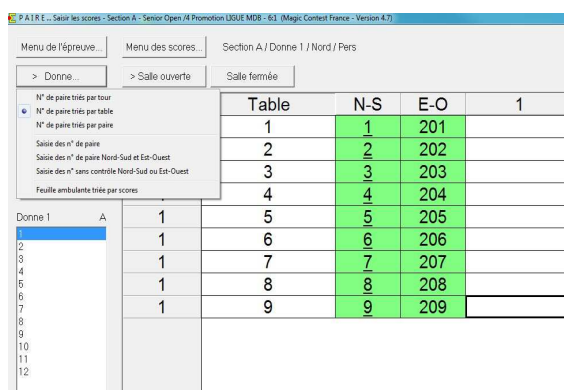 P A I R E ... Saisir les scores - Section A - Senior Open /4 Promotion LIGUE MDB - 6:1 (Magic Contest France - Version 4.7)
Menu de l'épreuve... Menu des scores... Section A / Donne 1 / Nord / Pers
> Donne... > Salle ouverte Salle fermée
N° de paire triés par tour
N° de paire triés par table
N° de paire triés par paire
Saisie des n° de paire
Saisie des n° de paire Nord-Sud et Est-Ouest
Saisie des n° sans contrôle Nord-Sud ou Est-Ouest
Feuille ambulante triée par scores
Donne 1 A
1
2
3
4
5
6
7
8
9
10
11
12
Table N-S E-O 1
1 1 201
2 2 202
3 3 203
4 4 204
1 5 5 205
1 6 6 206
1 7 7 207
1 8 8 208
1 9 9 209